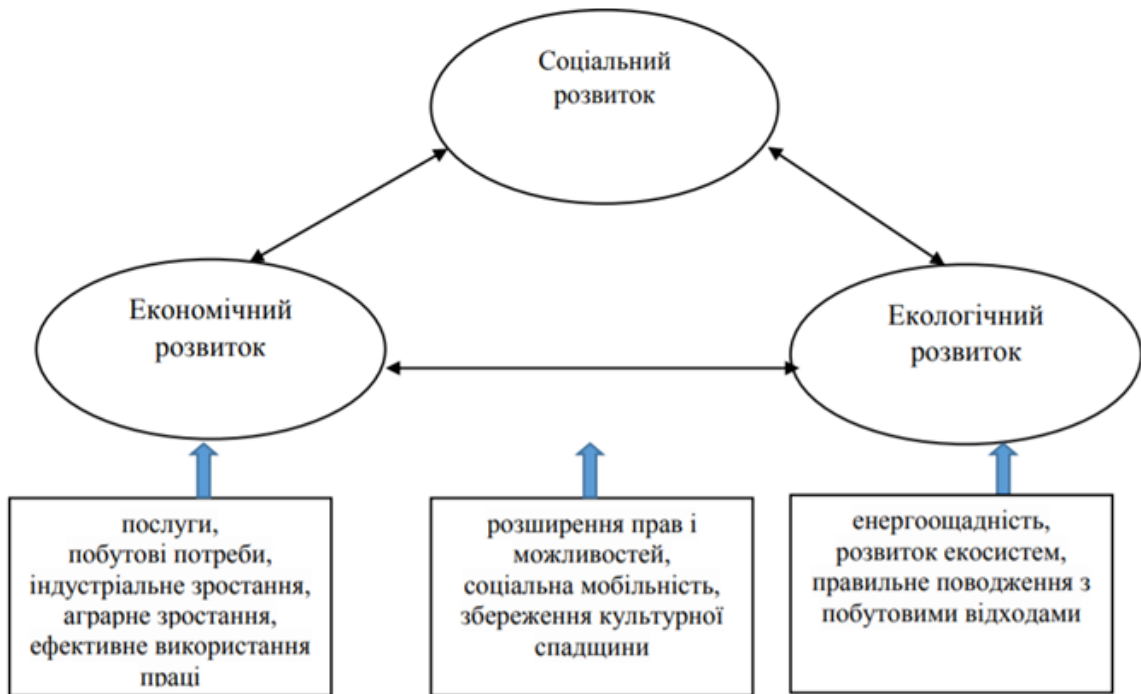 Соціальний
розвиток
Економічний
розвиток
Екологічний
розвиток
послуги,
побутові потреби,
індустріальне зростання,
аграрне зростання,
ефективне використання
праці
розширення прав і
можливостей,
соціальна мобільність,
збереження культурної
спадщини
енергоощадність,
розвиток екосистем,
правильне поводження з
побутовими відходами